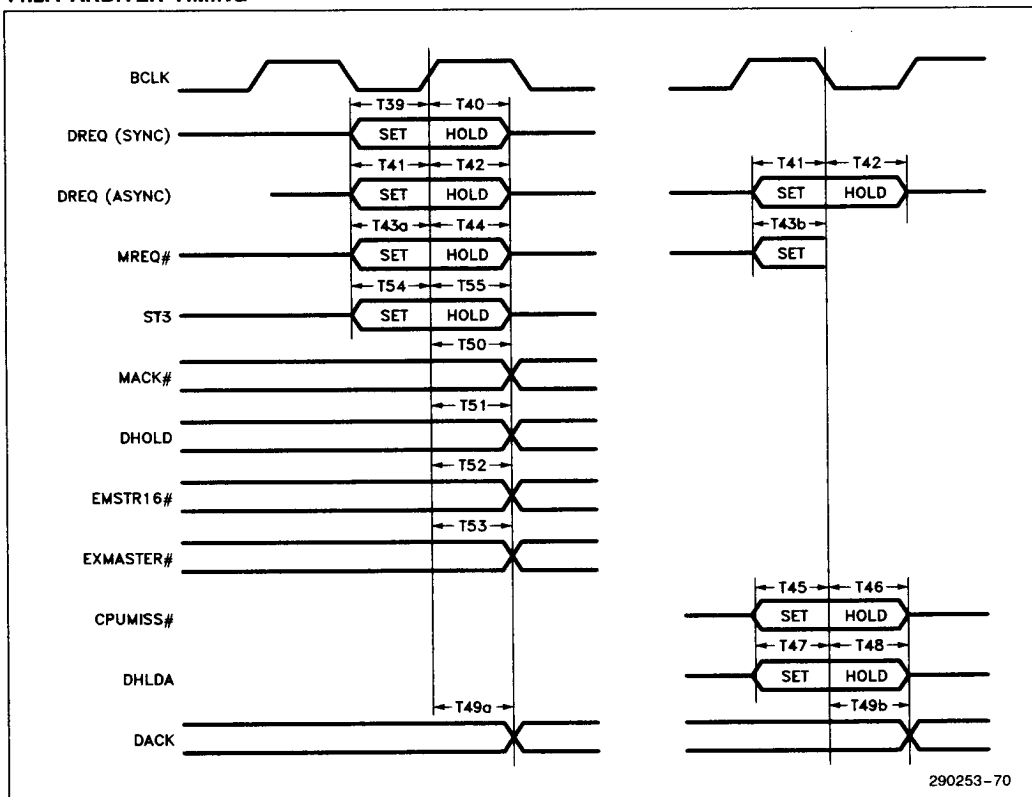 ARBITER TIMING
BCLK
T39 T40
DREQ (SYNC) SET HOLD
T41 T42 T41 T42
DREQ (ASYNC) SET HOLD SET HOLD
T43a T44 T43b
MREQ# SET HOLD SET
T54 T55
ST3 SET HOLD
T50
MACK#
T51
DHOLD
T52
EMSTR16#
T53
EXMASTER#
T45 T46
CPUMISS# SET HOLD
T47 T48
DHLDA SET HOLD
T49a T49b
DACK
290253-70